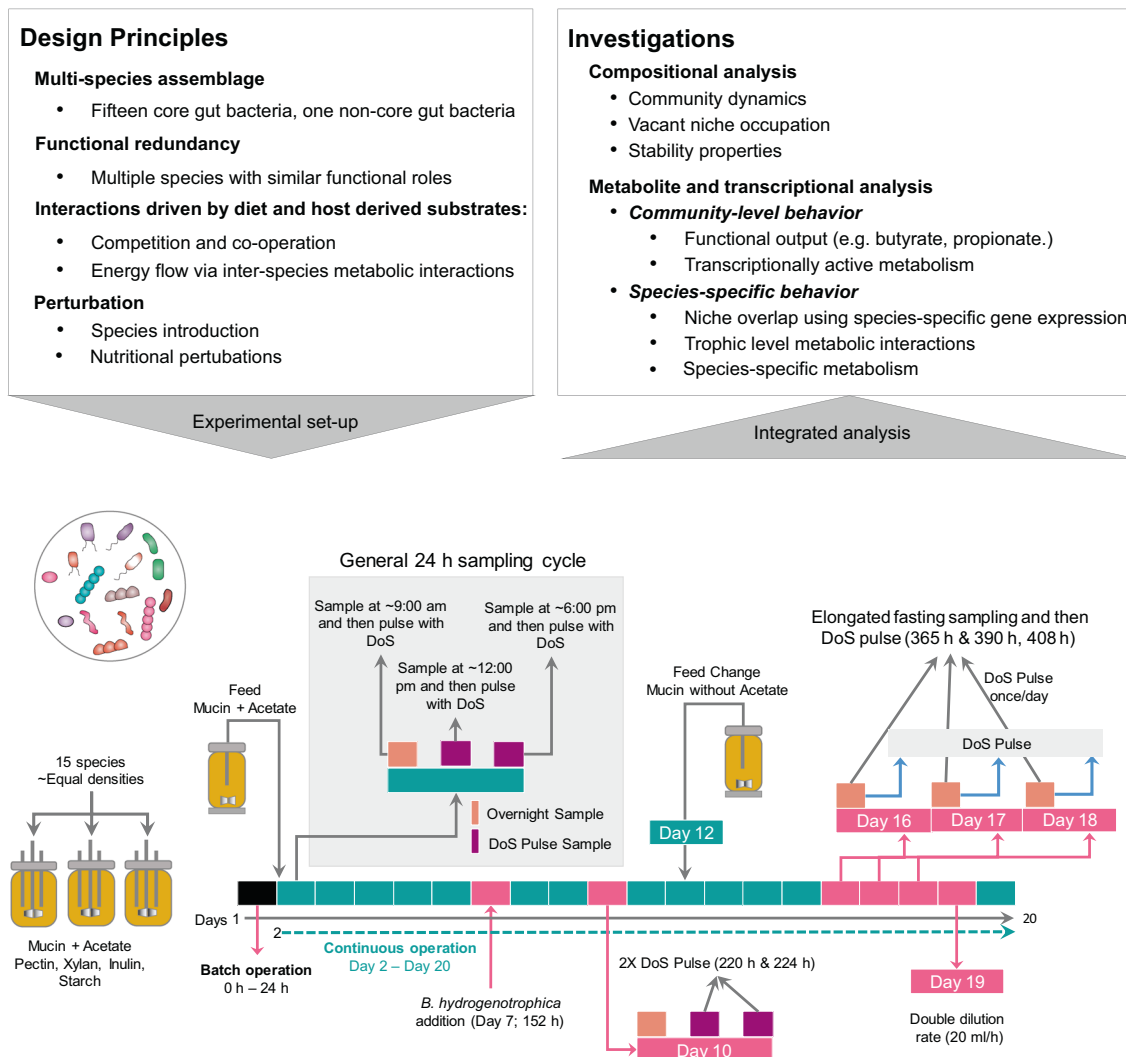 Design Principles
Multi-species assemblage
• Fifteen core gut bacteria, one non-core gut bacteria
Functional redundancy
• Multiple species with similar functional roles
Interactions driven by diet and host derived substrates:
• Competition and co-operation
• Energy flow via inter-species metabolic interactions
Perturbation
• Species introduction
• Nutritional pertubations
Experimental set-up
Investigations
Compositional analysis
• Community dynamics
• Vacant niche occupation
• Stability properties
Metabolite and transcriptional analysis
• Community-level behavior
• Functional output (e.g. butyrate, propionate.)
• Transcriptionally active metabolism
• Species-specific behavior
• Niche overlap using species-specific gene expression
• Trophic level metabolic interactions
• Species-specific metabolism
Integrated analysis
15 species
~Equal densities
Mucin + Acetate
Pectin, Xylan, Inulin,
Starch
Feed
Mucin + Acetate
General 24 h sampling cycle
Sample at ~9:00 am
and then pulse with
DoS
Sample at ~12:00
pm and then pulse
with DoS
Sample at ~6:00 pm
and then pulse with
DoS
Overnight Sample
DoS Pulse Sample
Feed Change
Mucin without Acetate
Day 12
Elongated fasting sampling and then
DoS pulse (365 h & 390 h, 408 h)
DoS Pulse
once/day
DoS Pulse
Day 16
Day 17
Day 18
Days 1
20
2
Continuous operation
Day 2 – Day 20
Batch operation
0 h – 24 h
B. hydrogenotrophica
addition (Day 7; 152 h)
2X DoS Pulse (220 h & 224 h)
Day 10
Day 19
Double dilution
rate (20 ml/h)